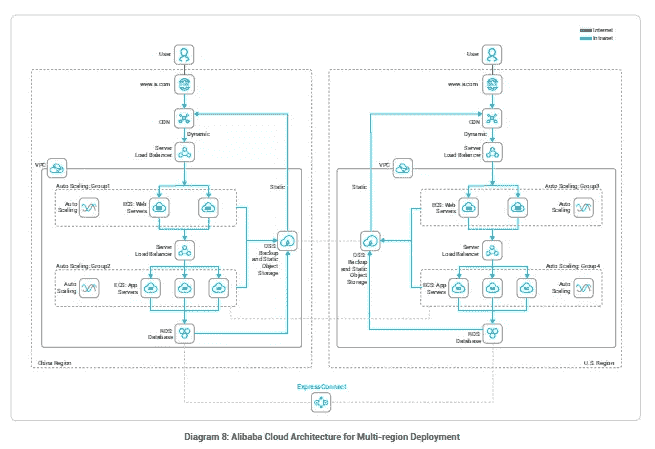 Internet
Intranet
User
www.a.com
CDN
Dynamic
Server
Load Balancer
VPC
Static
Auto Scaling: Group1
Auto
Scaling
ECS: Web
Servers
Server
Load Balancer
OSS:
Backup
and Static
Object
Storage
Auto Scaling: Group2
Auto
Scaling
ECS: App
Servers
RDS:
Database
China Region
User
www.a.com
CDN
Dynamic
Server
Load Balancer
VPC
Static
Auto Scaling: Group3
ECS: Web
Servers
Auto
Scaling
Server
Load Balancer
OSS:
Backup
and Static
Object
Storage
Auto Scaling: Group4
ECS: App
Servers
Auto
Scaling
RDS:
Database
U.S. Region
ExpressConnect
Diagram 8: Alibaba Cloud Architecture for Multi-region Deployment